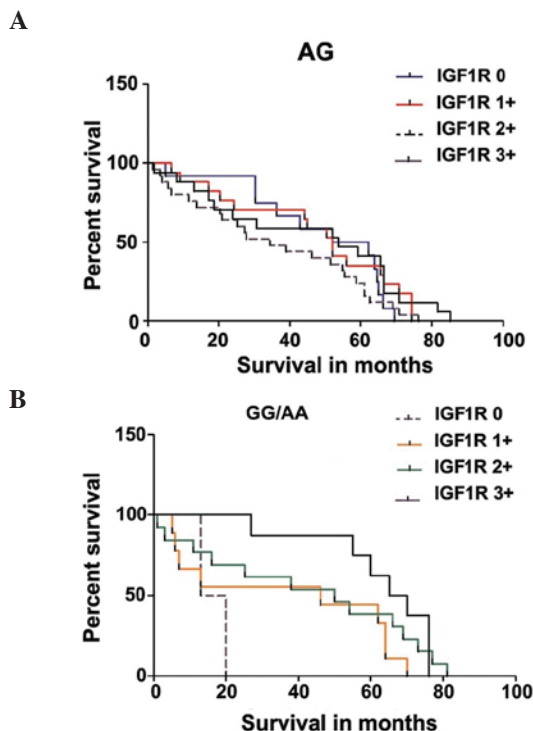 A
AG
IGF1R 0
IGF1R 1+
IGF1R 2+
IGF1R 3+
150
100
50
0
Percent survival
0 20 40 60 80 100
Survival in months
B
GG/AA
IGF1R 0
IGF1R 1+
IGF1R 2+
IGF1R 3+
150
100
50
0
Percent survival
0 20 40 60 80 100
Survival in months